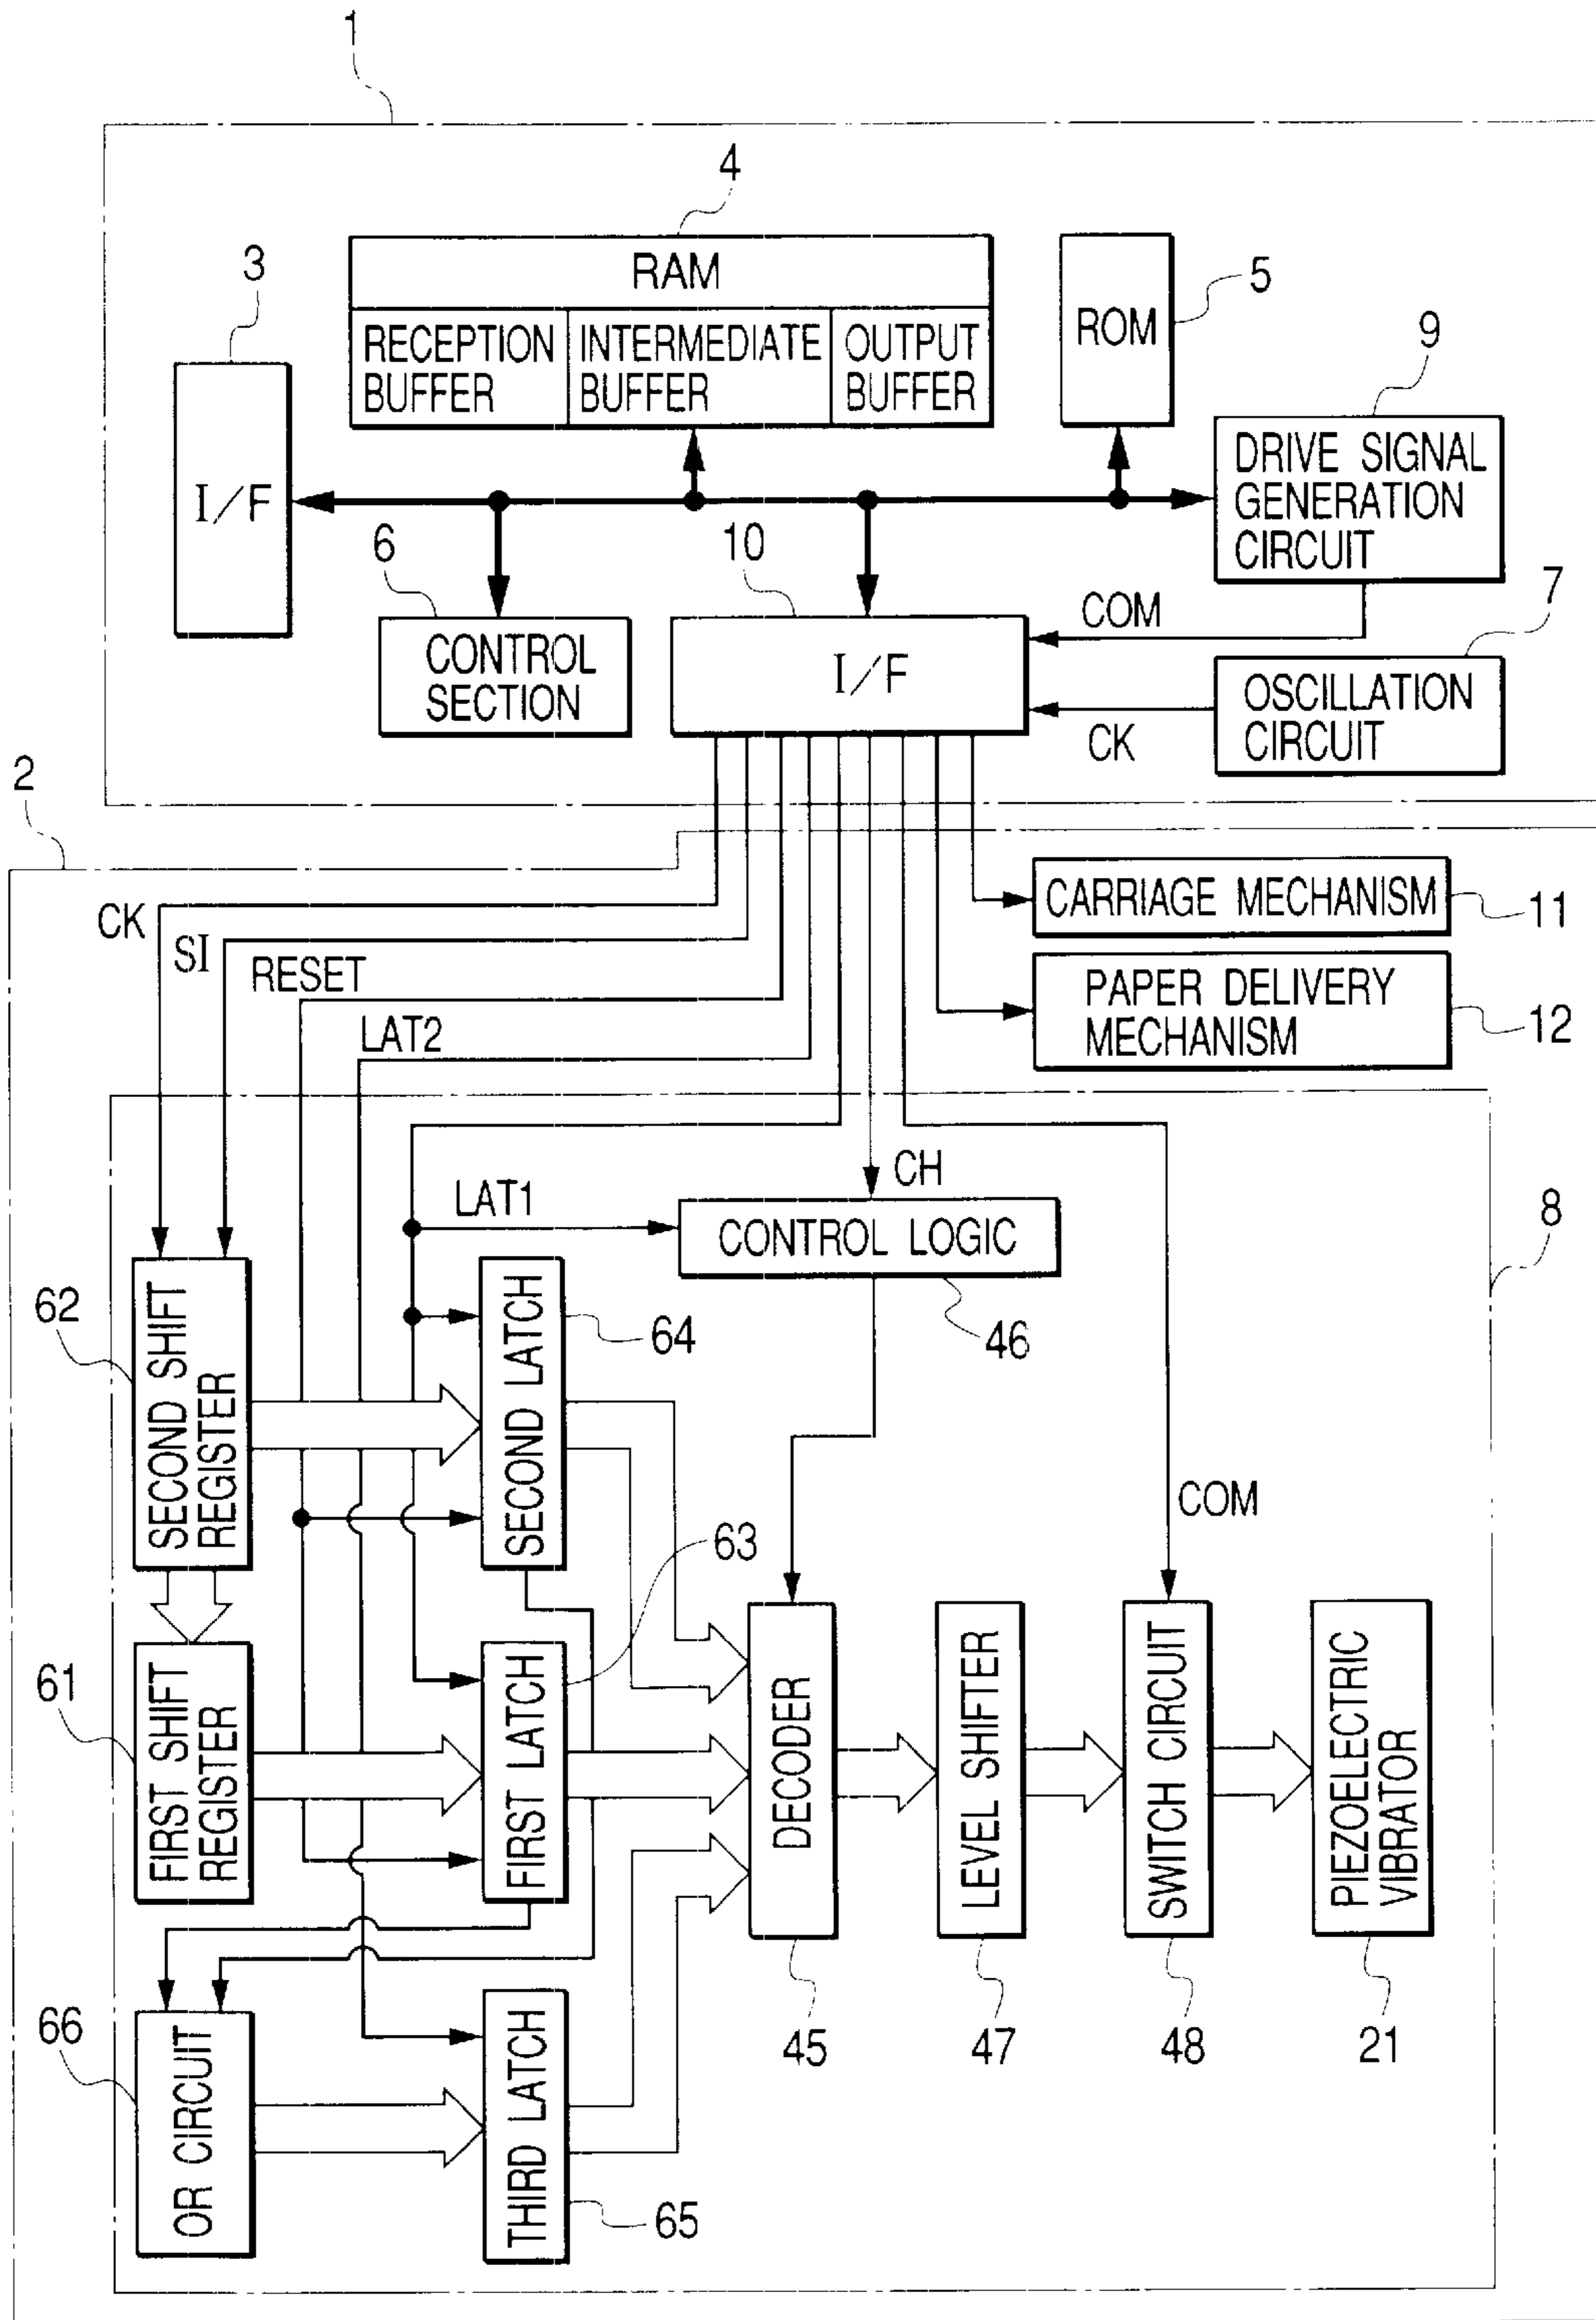 1
4
RAM
3
5
RECEPTION
BUFFER
INTERMEDIATE
BUFFER
OUTPUT
BUFFER
ROM
9
I/F
DRIVE SIGNAL
GENERATION
CIRCUIT
6
10
7
COM
CONTROL
SECTION
I/F
OSCILLATION
CIRCUIT
CK
2
CARRIAGE MECHANISM
11
CK
SI
RESET
PAPER DELIVERY
MECHANISM
12
LAT2
CH
LAT1
CONTROL LOGIC
8
62
SECOND SHIFT
REGISTER
SECOND LATCH
64
46
COM
63
61
FIRST SHIFT
REGISTER
FIRST LATCH
DECODER
LEVEL SHIFTER
SWITCH CIRCUIT
PIEZOELECTRIC
VIBRATOR
66
OR CIRCUIT
THIRD LATCH
65
45
47
48
21